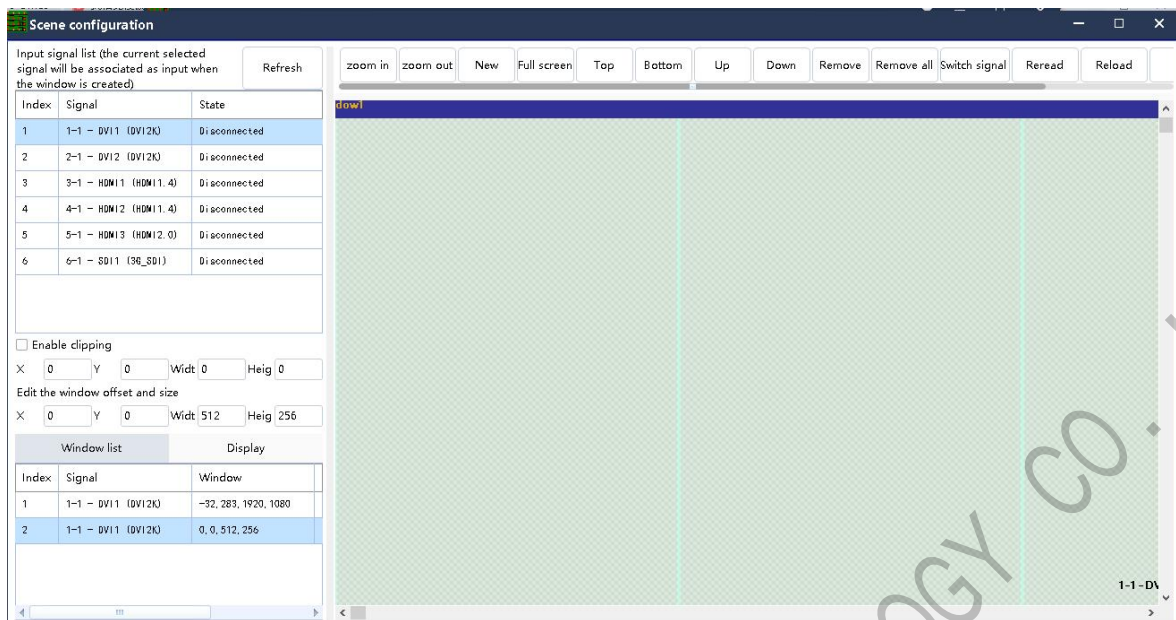 Scene configuration
Input signal list (the current selected
signal will be associated as input when
the window is created)
Refresh
zoom in zoom out New Full screen Top Bottom Up Down Remove Remove all Switch signal Reread Reload
Index Signal State
1 1-1 - DVI1 (DVI2K) Disconnected
2 2-1 - DVI2 (DVI2K) Disconnected
3 3-1 - HDMI1 (HDMI1.4) Disconnected
4 4-1 - HDMI2 (HDMI1.4) Disconnected
5 5-1 - HDMI3 (HDMI2.0) Disconnected
6 6-1 - SDI1 (3G_SDI) Disconnected
Enable clipping
X 0 Y 0 Widt 0 Heig 0
Edit the window offset and size
X 0 Y 0 Widt 512 Heig 256
Window list Display
Index Signal Window
1 1-1 - DVI1 (DVI2K) -32, 283, 1920, 1080
2 1-1 - DVI1 (DVI2K) 0, 0, 512, 256
1-1-DV
OGY CO.